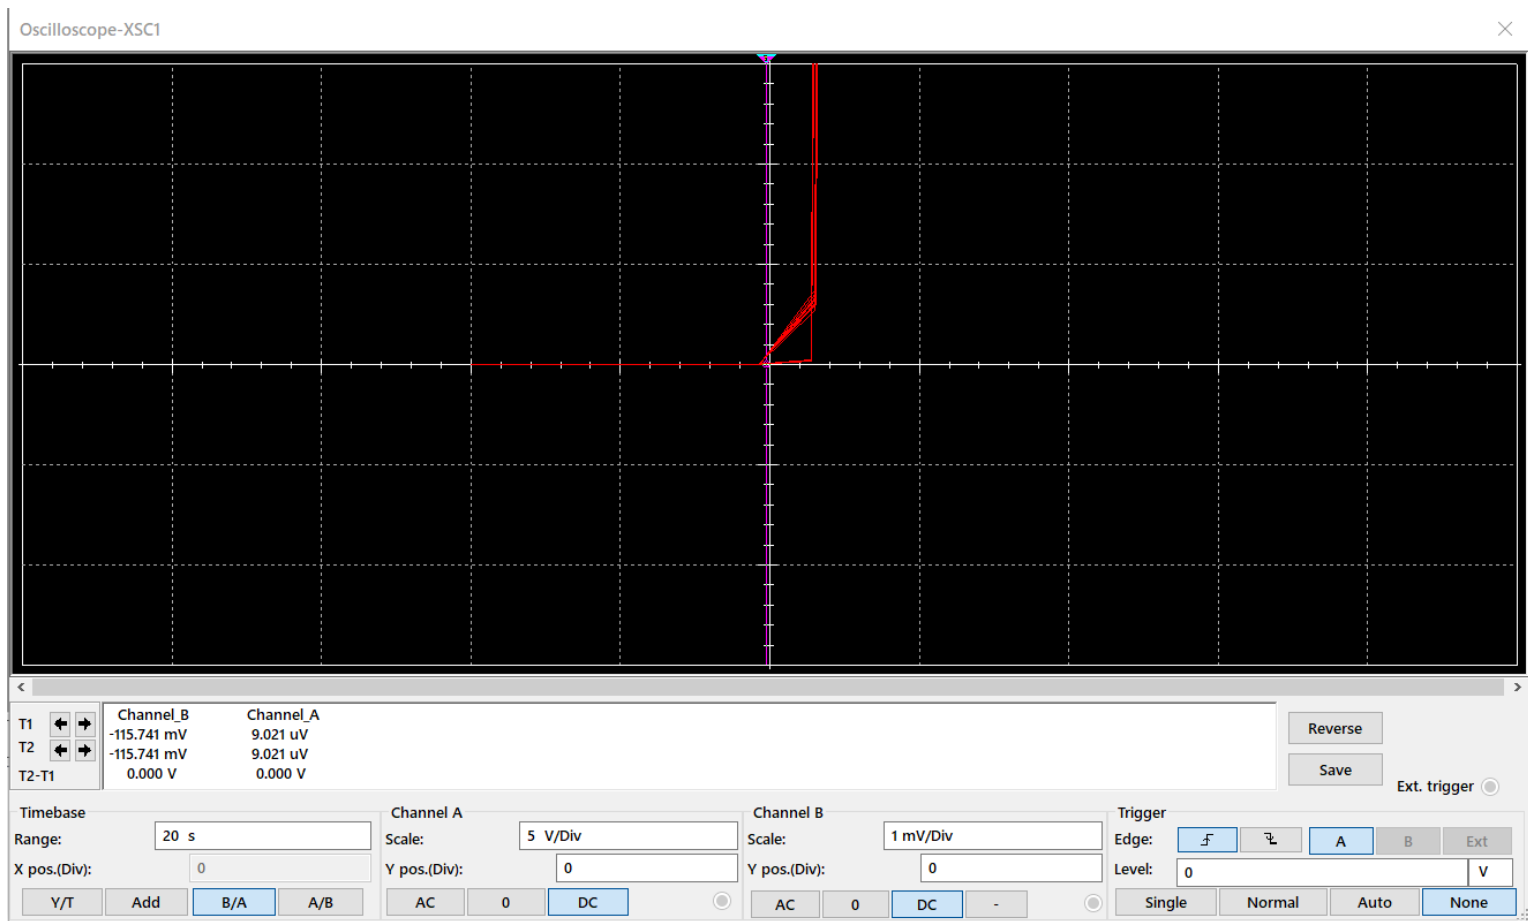 Oscilloscope-XSC1
Channel_B Channel_A
T1 -115.741 mV 9.021 uV
T2 -115.741 mV 9.021 uV
T2-T1 0.000 V 0.000 V
Reverse
Save
Ext. trigger
Timebase Channel A Channel B Trigger
Range: 20 s Scale: 5 V/Div Scale: 1 mV/Div Edge: A B Ext
X pos.(Div): 0 Y pos.(Div): 0 Y pos.(Div): 0 Level: 0 V
Y/T Add B/A A/B AC 0 DC AC 0 DC - Single Normal Auto None